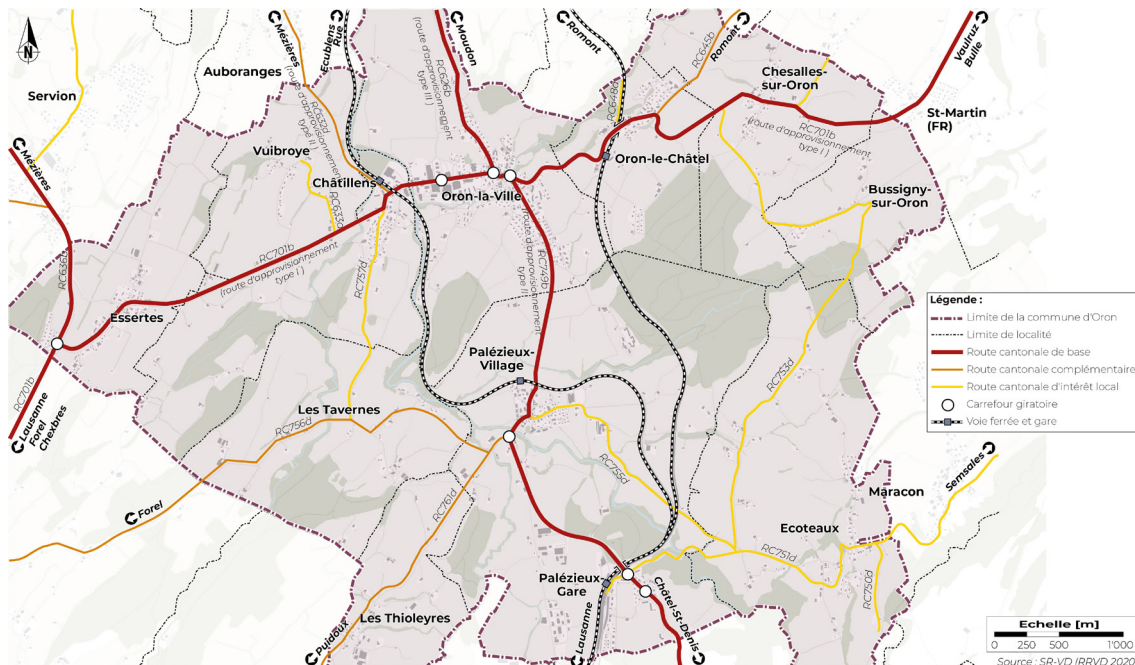 N
Mézières
Ecublens
Rue
Moudon
Romont
RC645b
Romont
Vaulruz
Bulle
Auboranges
Servion
Chesalles-
sur-Oron
St-Martin
(FR)
RC632d
(route d'approvisionnement
type II )
RC626b
(route d'approvisionnement
type III )
RC648d
RC701b
(route d'approvisionnement
type I )
Mézières
Vuibroye
Châtillens
Oron-la-Ville
Oron-le-Châtel
Bussigny-
sur-Oron
RC633d
RC636b
RC701b
(route d'approvisionnement
type I )
RC757d
RC749b
(route d'approvisionnement
type II )
Essertes
RC701b
Lausanne
Forel
Chexbres
Palézieux-
Village
RC753d
Légende :
Limite de la commune d'Oron
Limite de localité
Route cantonale de base
Route cantonale complémentaire
Route cantonale d'intérêt local
Carrefour giratoire
Voie ferrée et gare
Les Tavernes
RC756d
RC755d
RC761d
Forel
Semsales
Maracon
Ecoteaux
RC751d
RC750d
Palézieux-
Gare
Châtel-St-Denis
Lausanne
Les Thioleyres
Puidoux
Echelle [m]
0 250 500 1'000
Source : SR-VD (RRVD 2020)